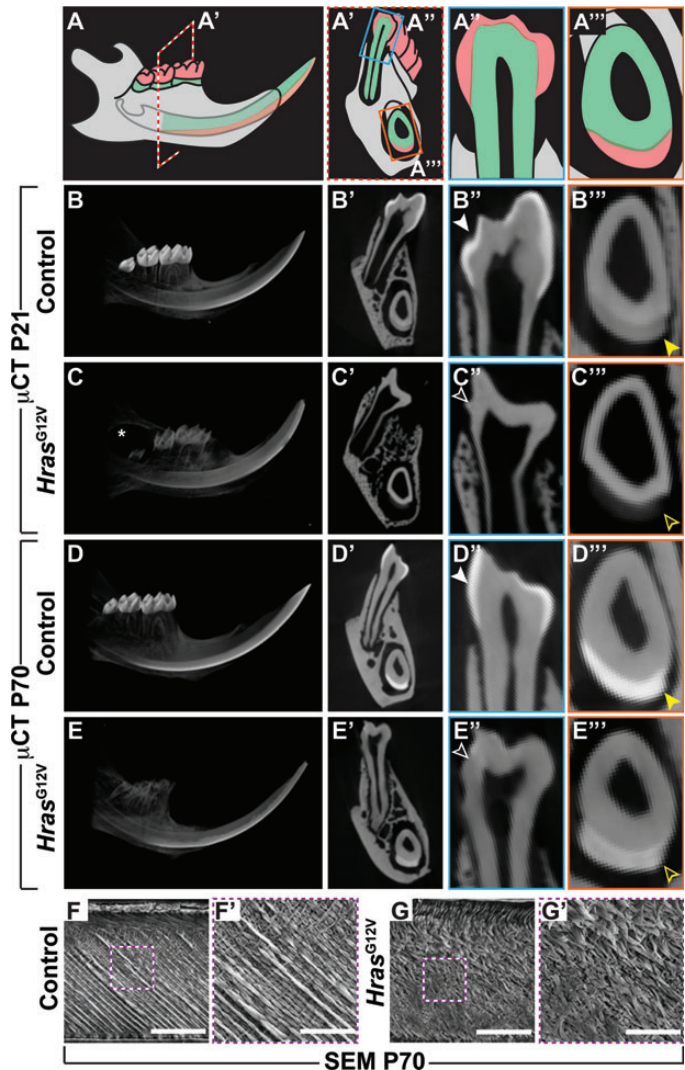 A A' A' A'' A'' A'''
A'''
Control B B' B'' B'''
μCT P21
HrasG12V C * C' C'' C'''
Control D D' D'' D'''
μCT P70
HrasG12V E E' E'' E'''
Control F F' HrasG12V G G'
SEM P70